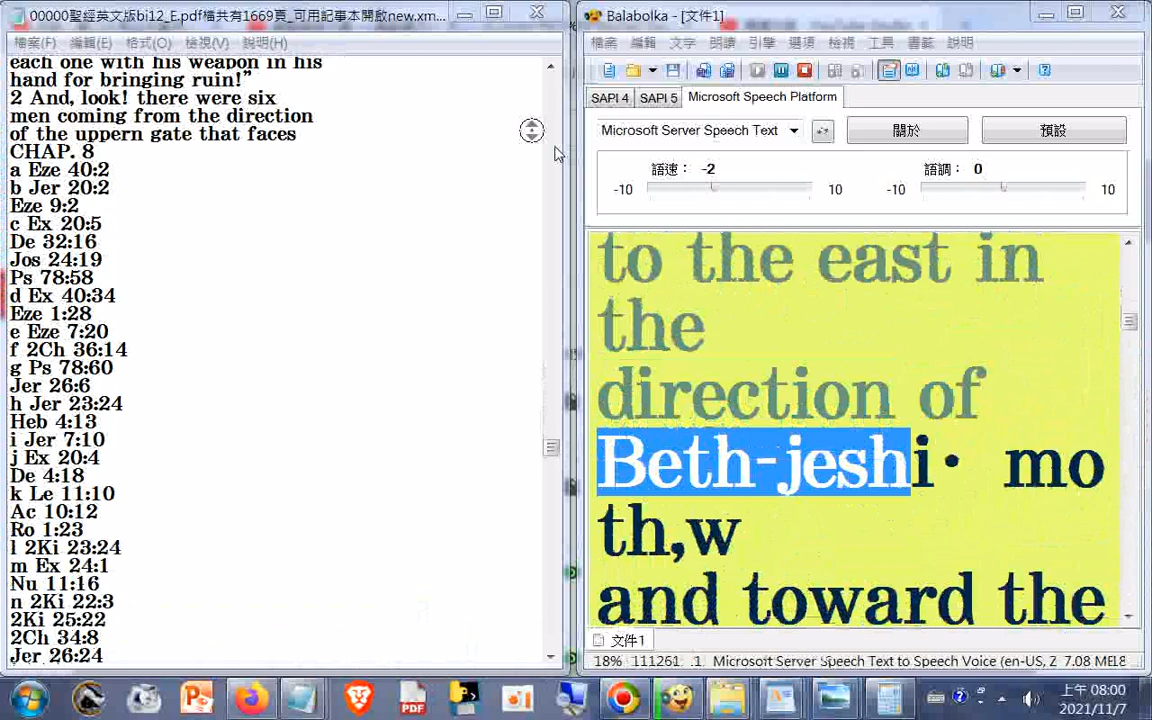 00000聖經英文版bi12_E.pdf檔共有1669頁_可用記事本開啟new.xm...
檔案(F) 編輯(E) 格式(O) 檢視(V) 說明(H)
each one with his weapon in his
hand for bringing ruin!”
2 And, look! there were six
men coming from the direction
of the uppern gate that faces
CHAP. 8
a Eze 40:2
b Jer 20:2
Eze 9:2
c Ex 20:5
De 32:16
Jos 24:19
Ps 78:58
d Ex 40:34
Eze 1:28
e Eze 7:20
f 2Ch 36:14
g Ps 78:60
Jer 26:6
h Jer 23:24
Heb 4:13
i Jer 7:10
j Ex 20:4
De 4:18
k Le 11:10
Ac 10:12
Ro 1:23
l 2Ki 23:24
m Ex 24:1
Nu 11:16
n 2Ki 22:3
2Ki 25:22
2Ch 34:8
Jer 26:24
Balabolka - [文件1]
檔案 編輯 文字 朗讀 引擎 選項 檢視 工具 書籤 說明
SAPI 4 SAPI 5 Microsoft Speech Platform
Microsoft Server Speech Text 關於 預設
語速： -2 語調： 0
-10 10 -10 10
to the east in
the
direction of
Beth-jeshi· mo
th,w
and toward the
文件1
18% 111261 .1. Microsoft Server Speech Text to Speech Voice (en-US, Z 7.08 MEL8
上午 08:00
2021/11/7